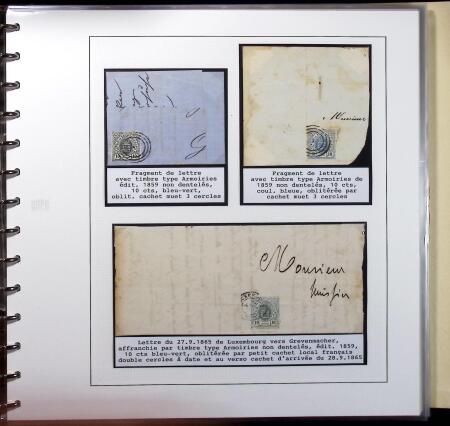 Fragment de lettre
avec timbre type Armoiries
édit. 1859 non dentelés,
10 cts, bleu-vert,
oblit. cachet muet 3 cercles
Monsieur
Fragment de lettre
avec timbre type Armoiries de
1859 non dentelés, 10 cts,
coul. bleue, oblitérée par
cachet muet 3 cercles
Monsieur
Lettre du 27.9.1865 de Luxembourg vers Grevenmacher,
affranchie par timbre type Armoiries non dentelés, édit. 1859,
10 cts bleu-vert, oblitérée par petit cachet local français
double cercles à date et au verso cachet d'arrivée du 28.9.1865